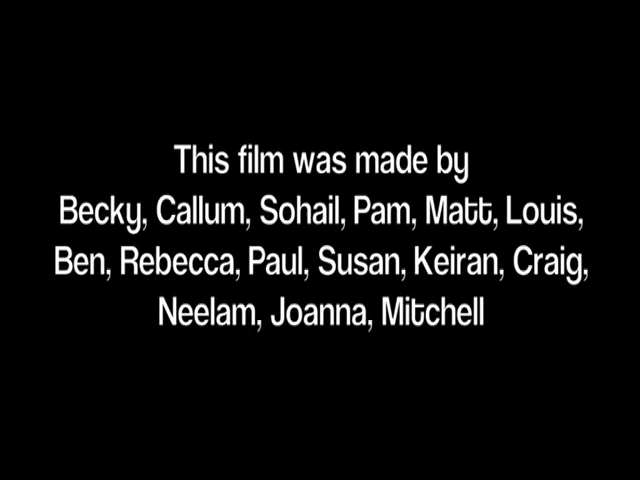 This film was made by
Becky, Callum, Sohail, Pam, Matt, Louis,
Ben, Rebecca, Paul, Susan, Keiran, Craig,
Neelam, Joanna, Mitchell